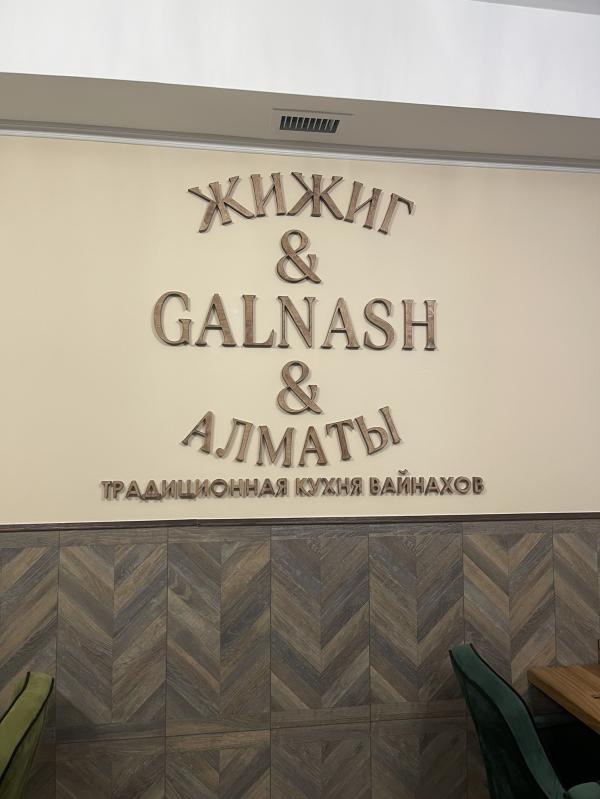 ЖИЖИГ
&
GALNASH
&
АЛМАТЫ
ТРАДИЦИОННАЯ КУХНЯ ВАЙНАХОВ